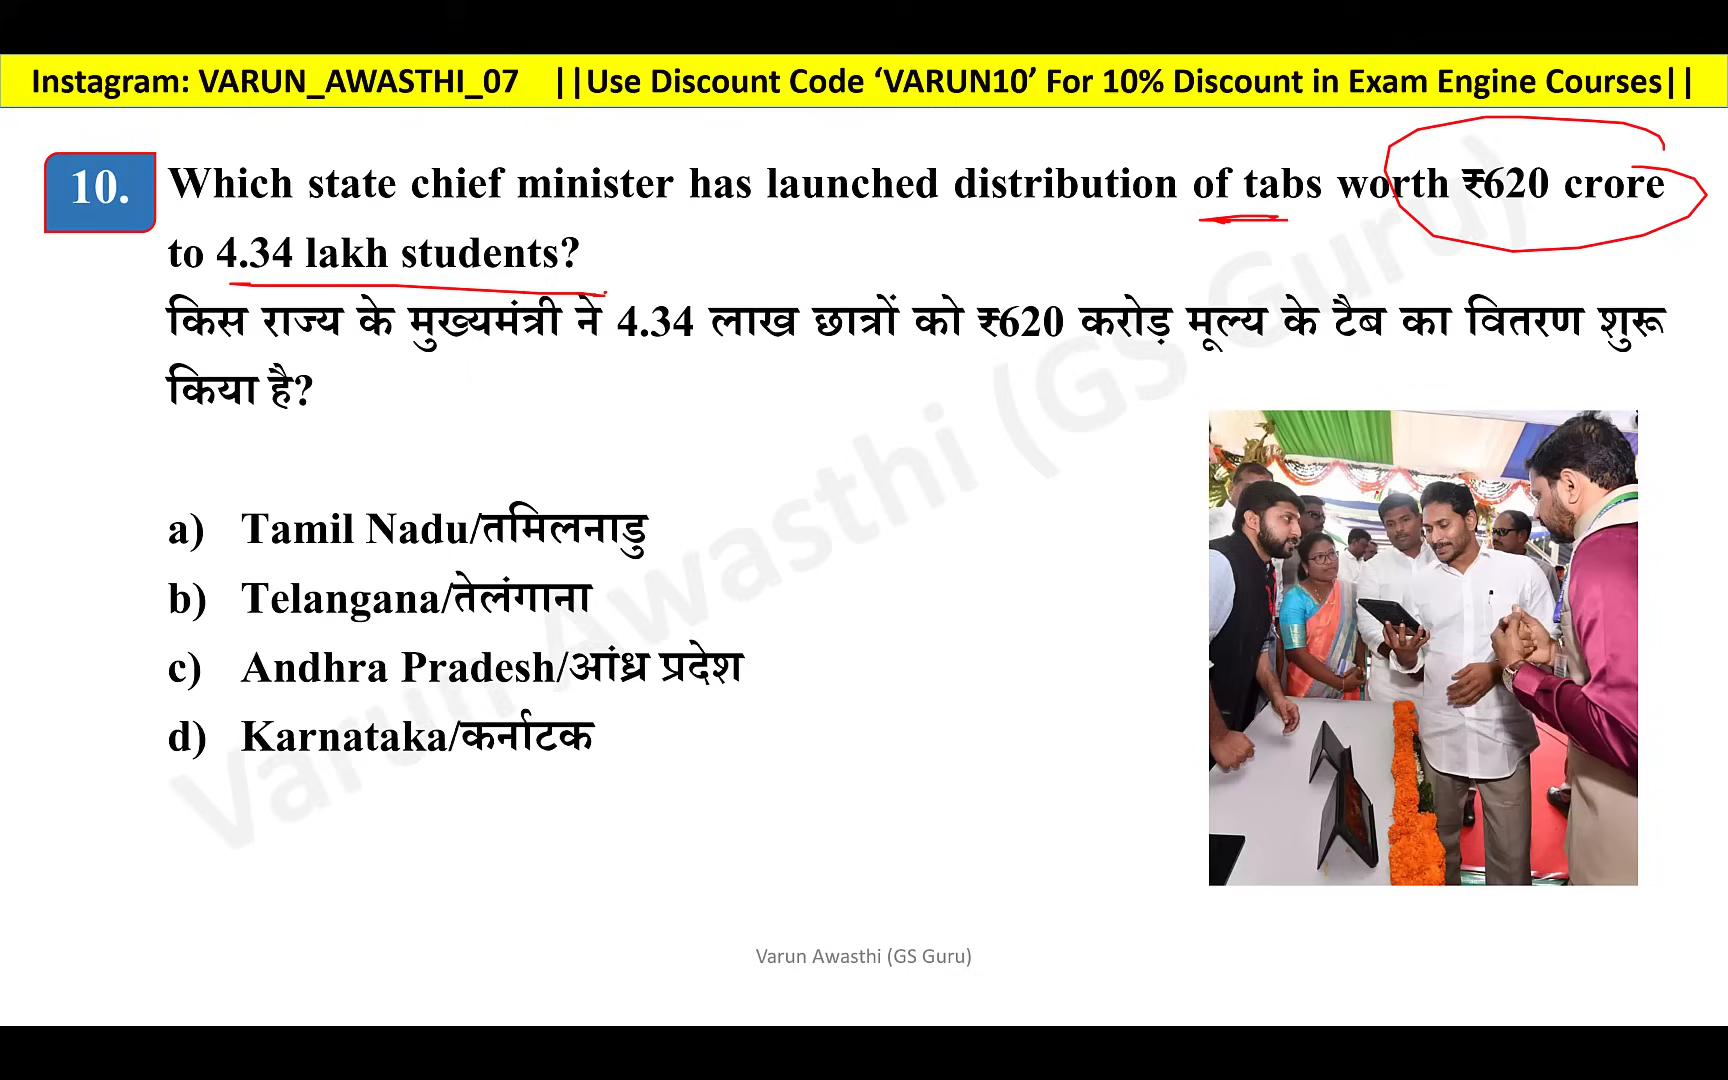 Instagram: VARUN_AWASTHI_07 ||Use Discount Code ‘VARUN10’ For 10% Discount in Exam Engine Courses||
10. Which state chief minister has launched distribution of tabs worth ₹620 crore
to 4.34 lakh students?
किस राज्य के मुख्यमंत्री ने 4.34 लाख छात्रों को ₹620 करोड़ मूल्य के टैब का वितरण शुरू
किया है?
a) Tamil Nadu/तमिलनाडु
b) Telangana/तेलंगाना
c) Andhra Pradesh/आंध्र प्रदेश
d) Karnataka/कर्नाटक
Varun Awasthi (GS Guru)
Varun Awasthi (GS Guru)